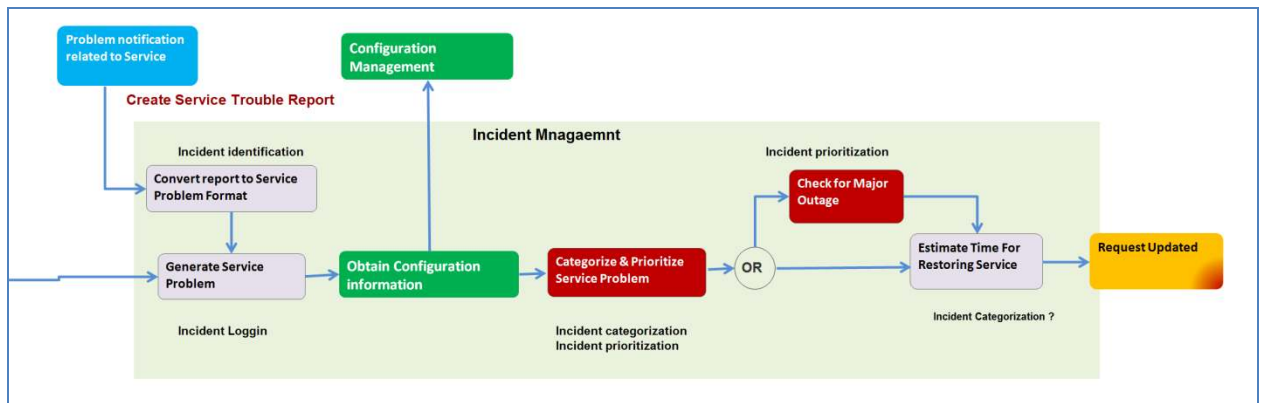 Problem notification
related to Service
Configuration
Management
Create Service Trouble Report
Incident Mnagaemnt
Incident identification
Incident prioritization
Convert report to Service
Problem Format
Check for Major
Outage
Generate Service
Problem
Obtain Configuration
information
Categorize & Prioritize
Service Problem
OR
Estimate Time For
Restoring Service
Request Updated
Incident Loggin
Incident categorization
Incident prioritization
Incident Categorization ?